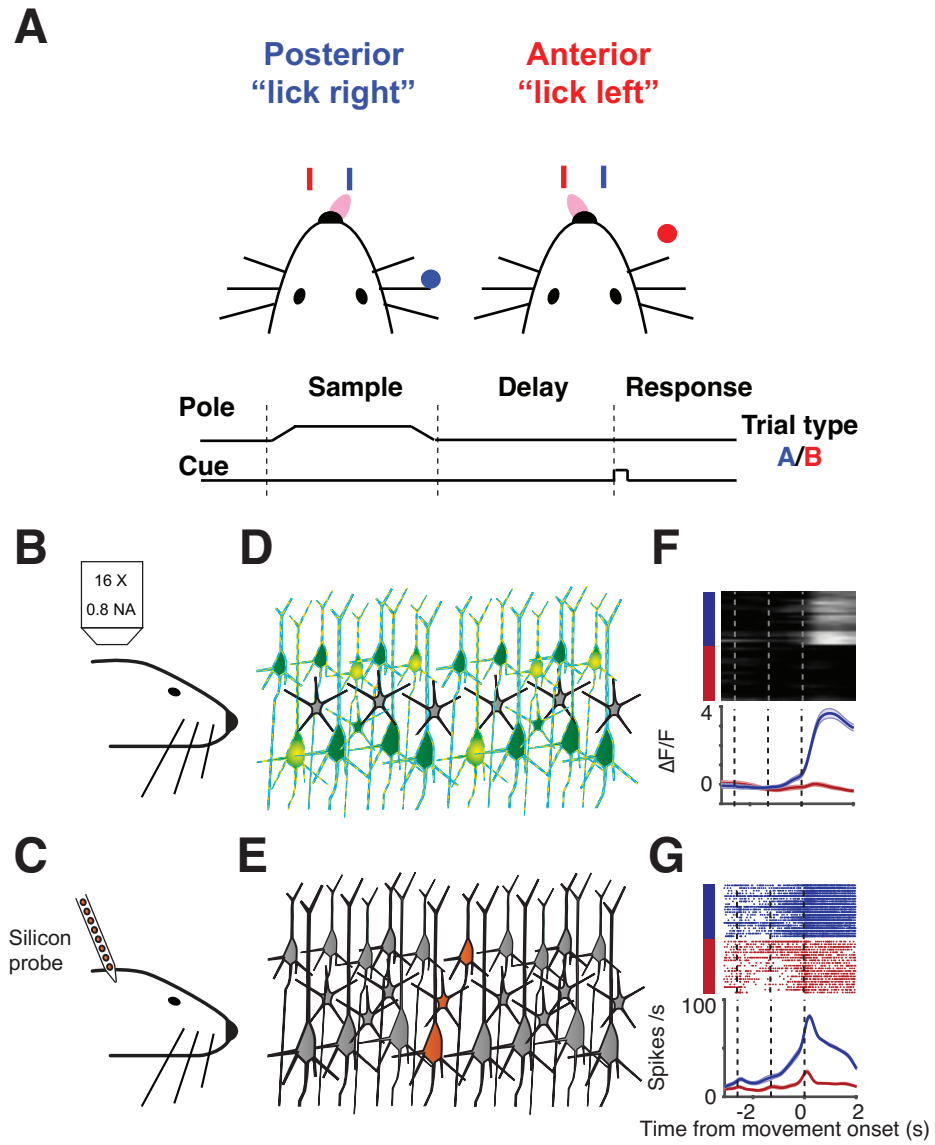 A
Posterior
“lick right”
Anterior
“lick left”
Sample
Delay
Response
Pole
Cue
Trial type
A/B
B
16 X
0.8 NA
D
F
4
0
ΔF/F
C
Silicon
probe
E
G
100
0
Spikes /s
-2 0 2
Time from movement onset (s)